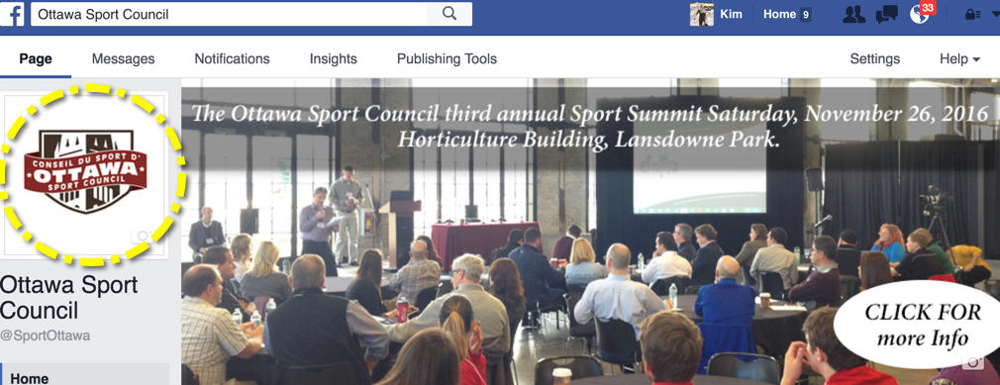 Ottawa Sport Council
Kim
Home 9
33
Page
Messages
Notifications
Insights
Publishing Tools
Settings
Help
CONSEIL DU SPORT D'
OTTAWA
SPORT COUNCIL
The Ottawa Sport Council third annual Sport Summit Saturday, November 26, 2016
Horticulture Building, Lansdowne Park.
Ottawa Sport
Council
@SportOttawa
CLICK FOR
more Info
Home